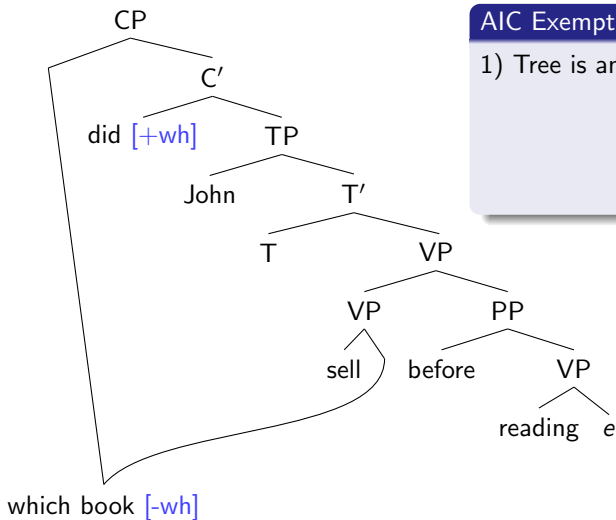 CP
AIC Exempt
C′
1) Tree is an
did [+wh]
TP
John
T′
T
VP
VP
PP
sell
before
VP
reading
e
which book [-wh]